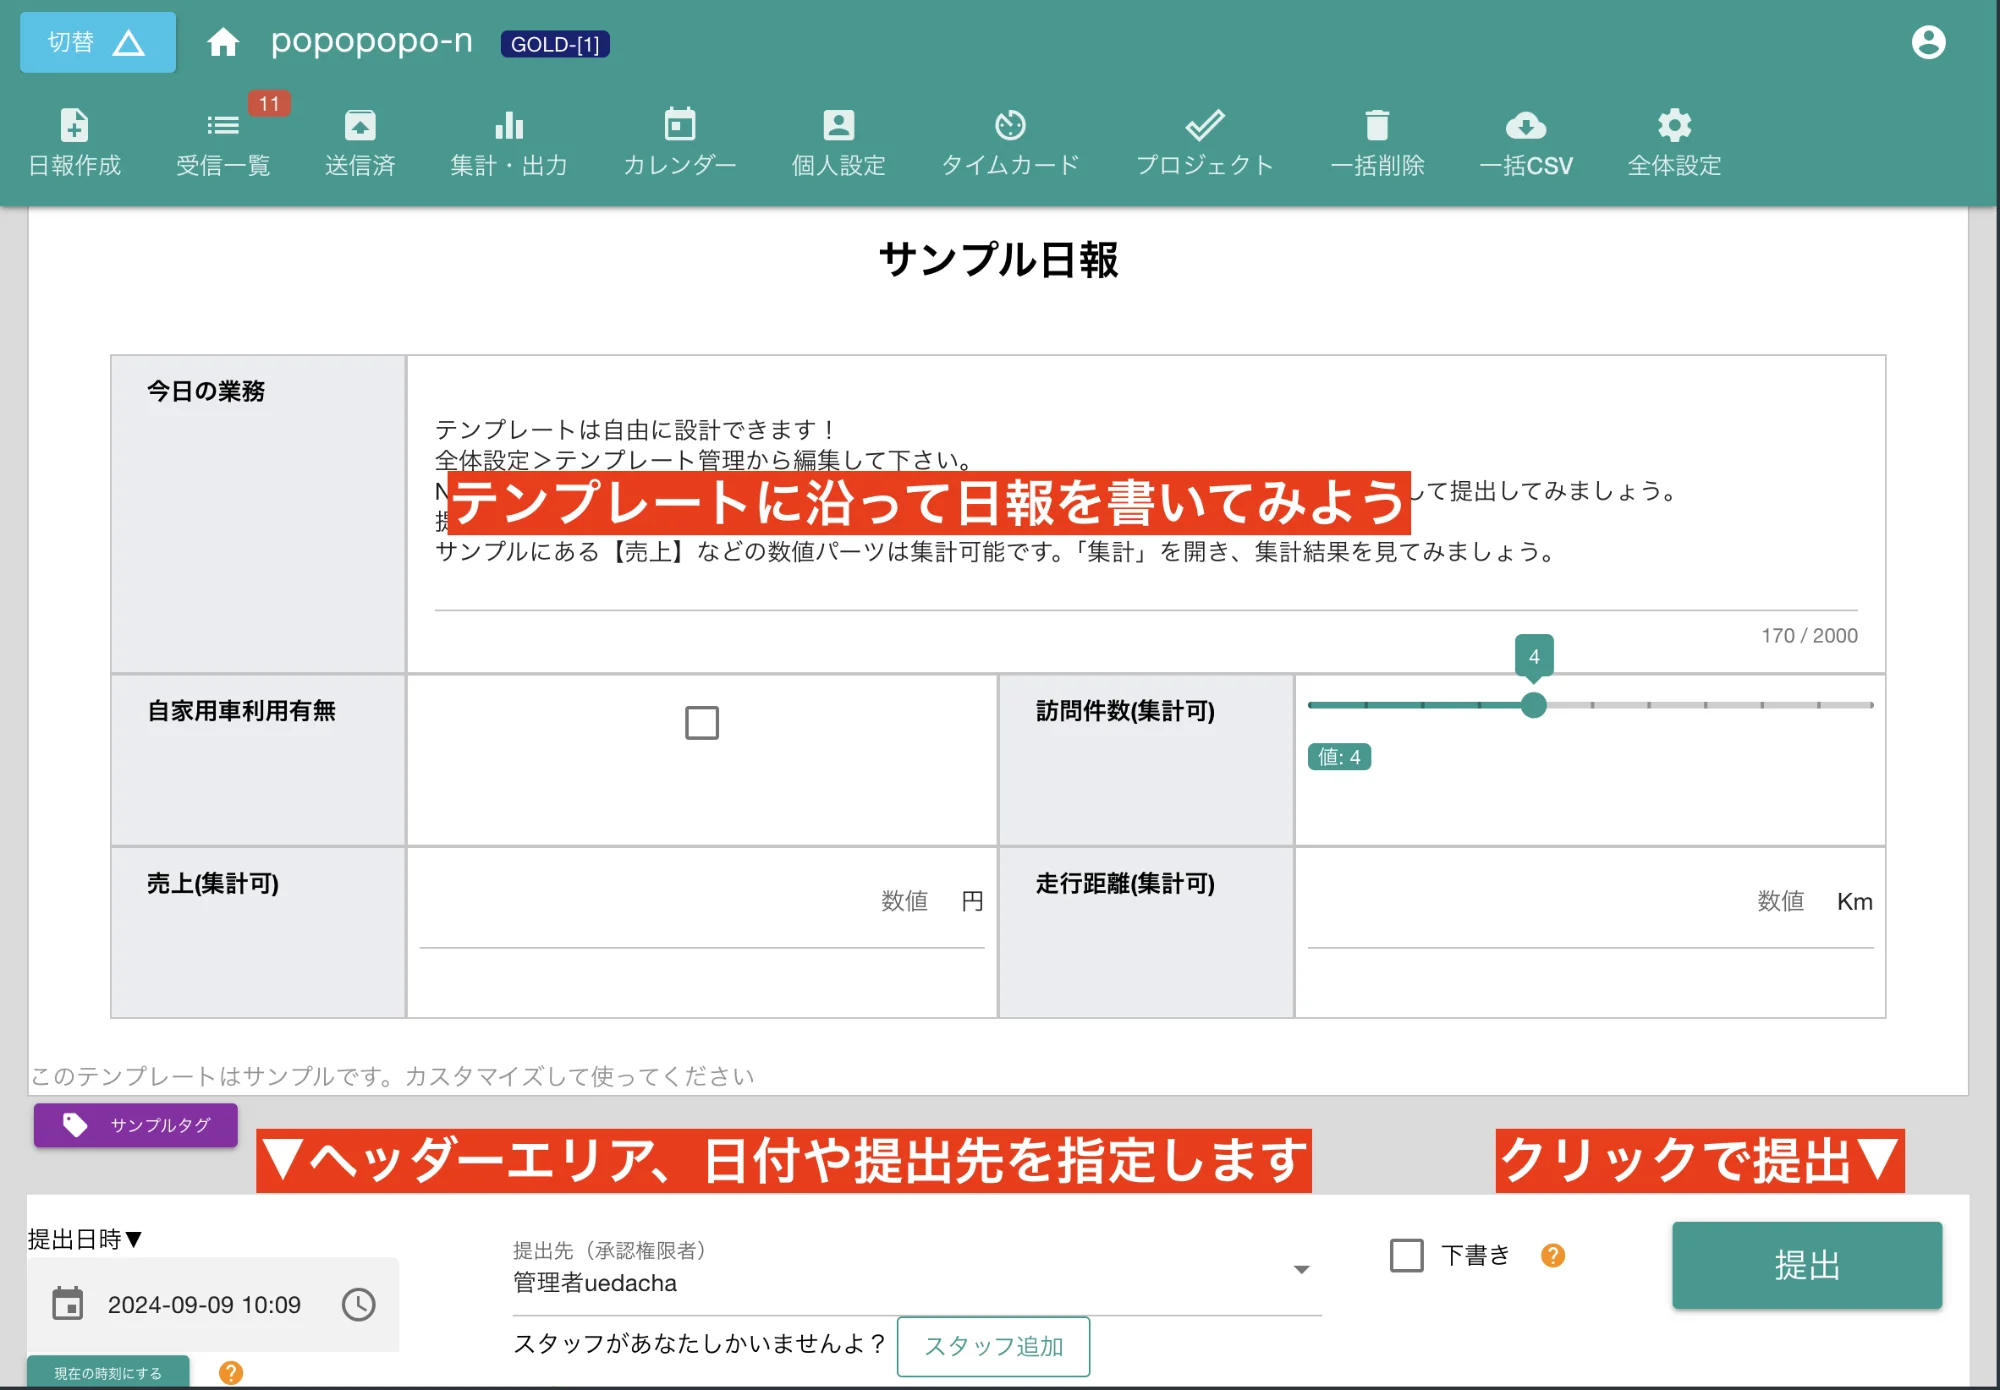 切替
popopopo-n
GOLD-[1]
11
日報作成 受信一覧 送信済 集計・出力 カレンダー 個人設定 タイムカード プロジェクト 一括削除 一括CSV 全体設定
サンプル日報
今日の業務
テンプレートは自由に設計できます！
全体設定＞テンプレート管理から編集して下さい。
N
して提出してみましょう。
テンプレートに沿って日報を書いてみよう
サンプルにある【売上】などの数値パーツは集計可能です。「集計」を開き、集計結果を見てみましょう。
170 / 2000
自家用車利用有無
訪問件数(集計可)
4
値: 4
売上(集計可)
数値 円
走行距離(集計可)
数値 Km
このテンプレートはサンプルです。カスタマイズして使ってください
サンプルタグ
▼ヘッダーエリア、日付や提出先を指定します
クリックで提出▼
提出日時▼
2024-09-09 10:09
現在の時刻にする
?
提出先（承認権限者）
管理者uedacha
スタッフがあなたしかいませんよ？
スタッフ追加
下書き
?
提出